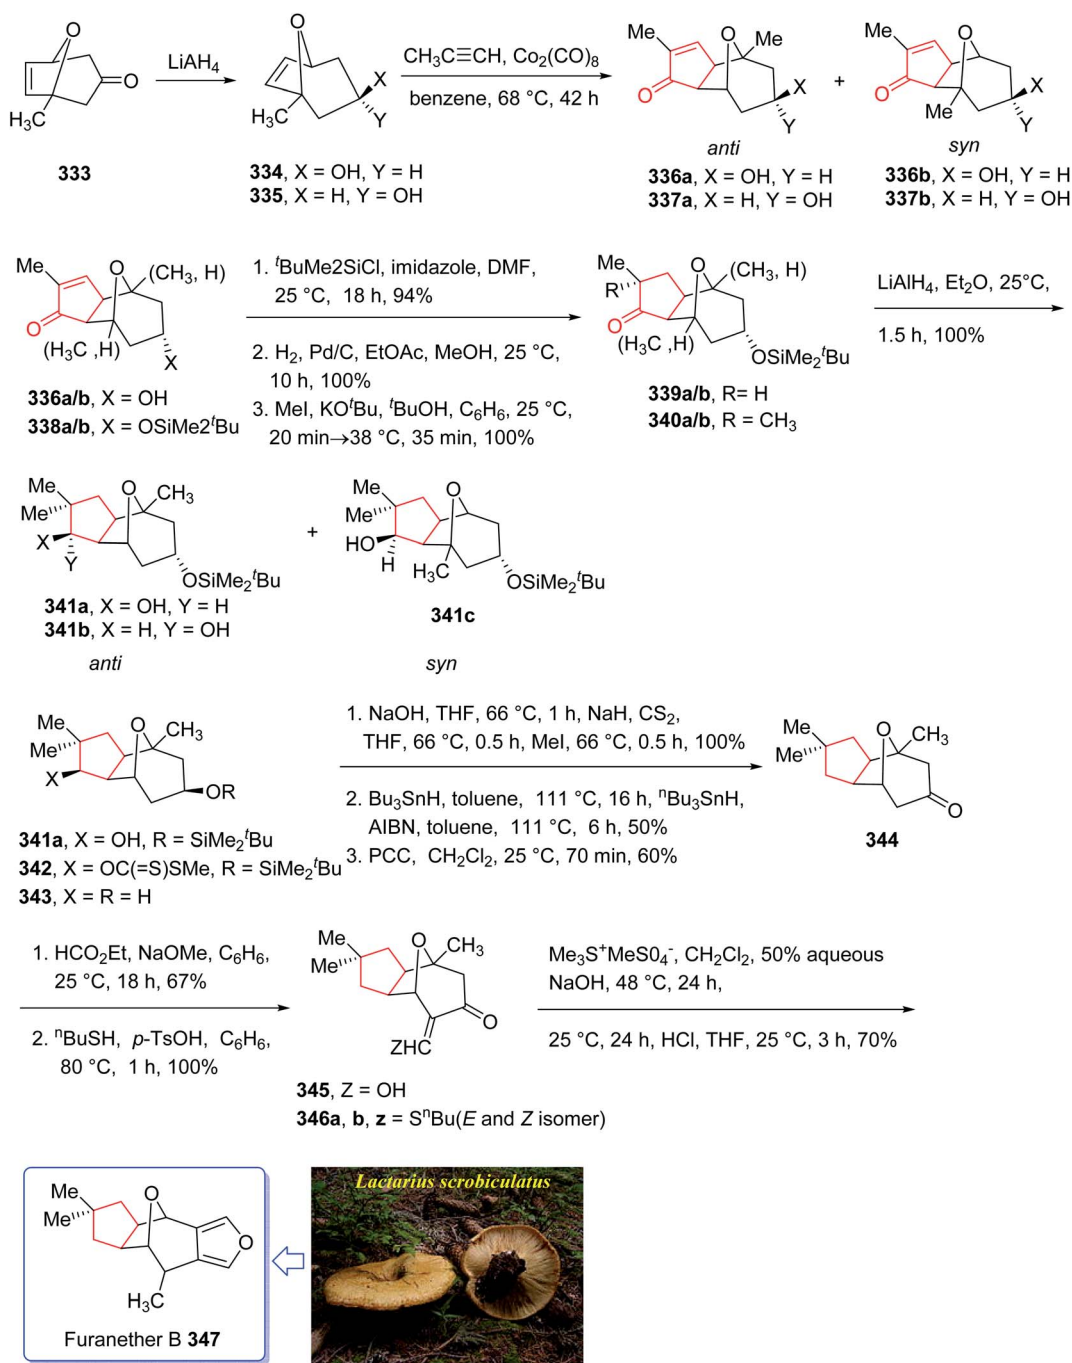 O
O
H₃C
333
LiAH₄
O
H₃C
X
Y
334, X = OH, Y = H
335, X = H, Y = OH
CH₃C≡CH, Co₂(CO)₈
benzene, 68 °C, 42 h
Me
O
Me
O
X
Y
anti
336a, X = OH, Y = H
337a, X = H, Y = OH
+
Me
O
O
Me
X
Y
syn
336b, X = OH, Y = H
337b, X = H, Y = OH
Me
O
(CH₃, H)
O
(H₃C ,H)
X
336a/b, X = OH
338a/b, X = OSiMe2ᵗBu
1. ᵗBuMe2SiCl, imidazole, DMF,
25 °C, 18 h, 94%
2. H₂, Pd/C, EtOAc, MeOH, 25 °C,
10 h, 100%
3. MeI, KOᵗBu, ᵗBuOH, C₆H₆, 25 °C,
20 min→38 °C, 35 min, 100%
Me
R
O
(CH₃, H)
O
(H₃C ,H)
OSiMe₂ᵗBu
339a/b, R= H
340a/b, R = CH₃
LiAlH₄, Et₂O, 25°C,
1.5 h, 100%
Me
Me
O
CH₃
X
Y
OSiMe₂ᵗBu
341a, X = OH, Y = H
341b, X = H, Y = OH
anti
+
Me
Me
O
HO
H
H₃C
OSiMe₂ᵗBu
341c
syn
Me
Me
O
CH₃
X
OR
341a, X = OH, R = SiMe₂ᵗBu
342, X = OC(=S)SMe, R = SiMe₂ᵗBu
343, X = R = H
1. NaOH, THF, 66 °C, 1 h, NaH, CS₂,
THF, 66 °C, 0.5 h, MeI, 66 °C, 0.5 h, 100%
2. Bu₃SnH, toluene, 111 °C, 16 h, ⁿBu₃SnH,
AIBN, toluene, 111 °C, 6 h, 50%
3. PCC, CH₂Cl₂, 25 °C, 70 min, 60%
Me
Me
O
CH₃
O
344
1. HCO₂Et, NaOMe, C₆H₆,
25 °C, 18 h, 67%
2. ⁿBuSH, p-TsOH, C₆H₆,
80 °C, 1 h, 100%
Me
Me
O
CH₃
O
ZHC
345, Z = OH
346a, b, z = SⁿBu(E and Z isomer)
Me₃S⁺MeS0₄⁻, CH₂Cl₂, 50% aqueous
NaOH, 48 °C, 24 h,
25 °C, 24 h, HCl, THF, 25 °C, 3 h, 70%
Me
Me
O
O
H₃C
Furanether B 347
Lactarius scrobiculatus